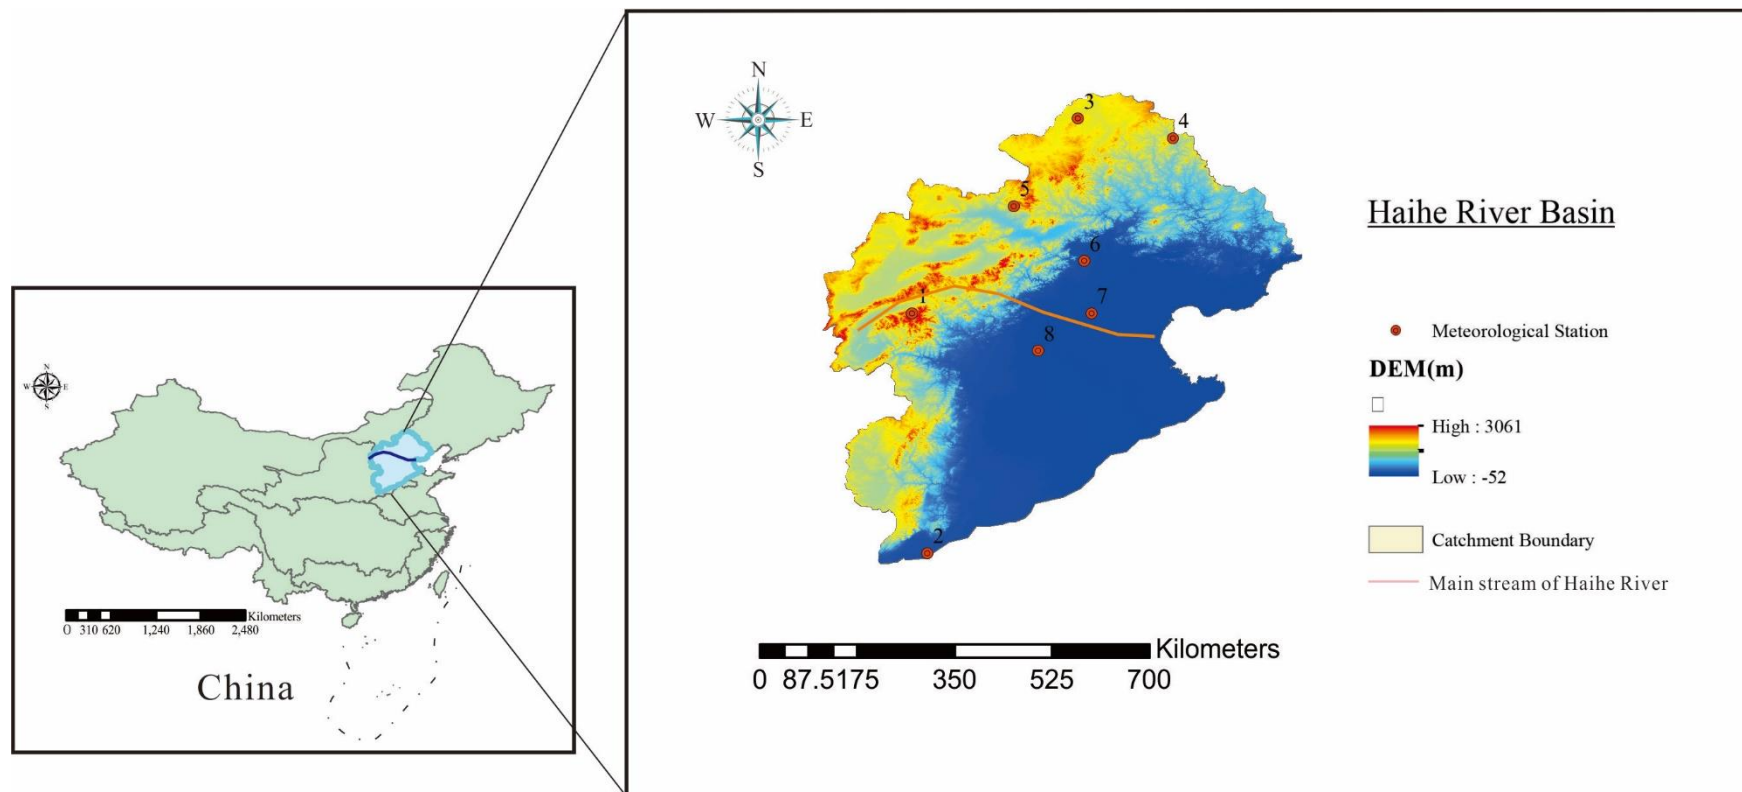 N
W E
S
0 310 620 1,240 1,860 2,480 Kilometers
China
N
W E
S
3
4
5
6
1
7
8
2
0 87.5175 350 525 700 Kilometers
Haihe River Basin
Meteorological Station
DEM(m)
High : 3061
Low : -52
Catchment Boundary
Main stream of Haihe River